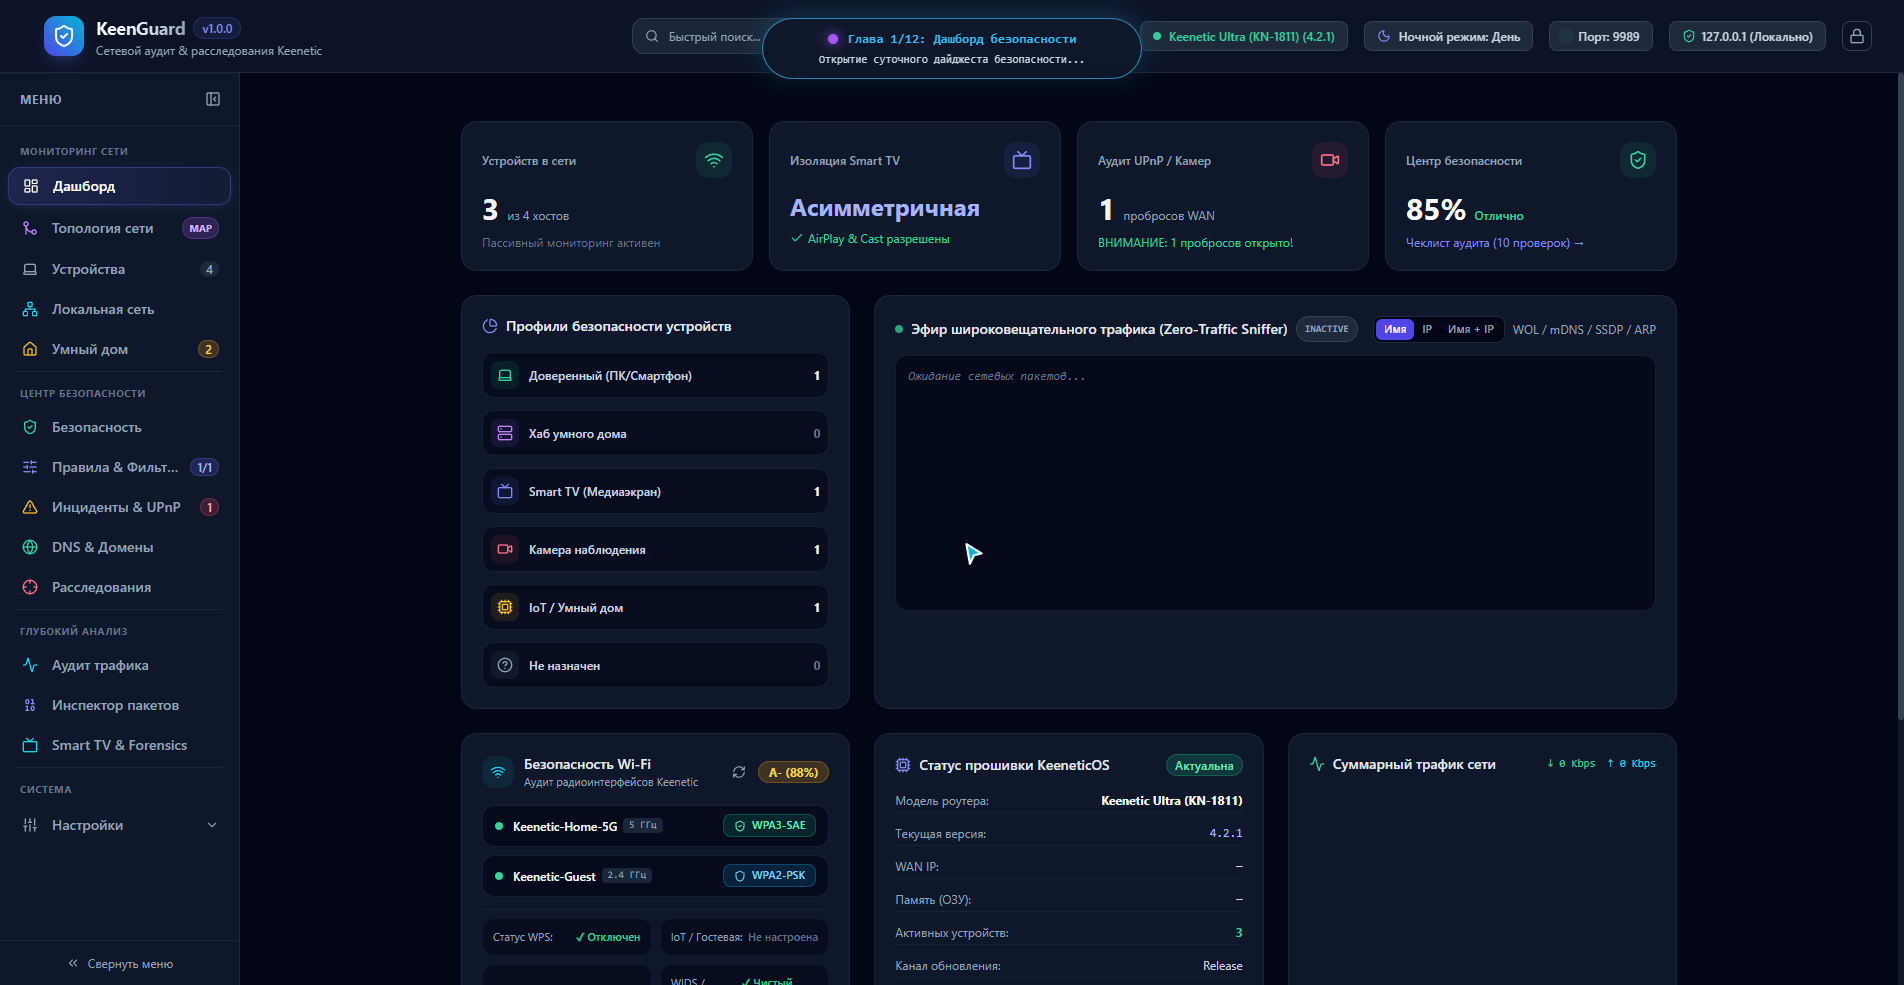 KeenGuard v1.0.0
Сетевой аудит & расследования Keenetic
Быстрый поиск...
Глава 1/12: Дашборд безопасности
Открытие суточного дайджеста безопасности...
Keenetic Ultra (KN-1811) (4.2.1)
Ночной режим: День
Порт: 9989
127.0.0.1 (Локально)
МЕНЮ
МОНИТОРИНГ СЕТИ
Дашборд
Топология сети MAP
Устройства 4
Локальная сеть
Умный дом 2
ЦЕНТР БЕЗОПАСНОСТИ
Безопасность
Правила & Фильт... 1/1
Инциденты & UPnP 1
DNS & Домены
Расследования
ГЛУБОКИЙ АНАЛИЗ
Аудит трафика
Инспектор пакетов
Smart TV & Forensics
СИСТЕМА
Настройки
Свернуть меню
Устройств в сети
3 из 4 хостов
Пассивный мониторинг активен
Изоляция Smart TV
Асимметричная
AirPlay & Cast разрешены
Аудит UPnP / Камер
1 пробросов WAN
ВНИМАНИЕ: 1 пробросов открыто!
Центр безопасности
85% Отлично
Чеклист аудита (10 проверок) →
Профили безопасности устройств
Доверенный (ПК/Смартфон) 1
Хаб умного дома 0
Smart TV (Медиаэкран) 1
Камера наблюдения 1
IoT / Умный дом 1
Не назначен 0
Эфир широковещательного трафика (Zero-Traffic Sniffer) INACTIVE Имя IP Имя + IP WOL / mDNS / SSDP / ARP
Ожидание сетевых пакетов...
Безопасность Wi-Fi
Аудит радиоинтерфейсов Keenetic
A- (88%)
Keenetic-Home-5G 5 ГГц WPA3-SAE
Keenetic-Guest 2.4 ГГц WPA2-PSK
Статус WPS: ✓ Отключен
IoT / Гостевая: Не настроена
WIDS / ✓ Чистый
Статус прошивки KeeneticOS Актуальна
Модель роутера: Keenetic Ultra (KN-1811)
Текущая версия: 4.2.1
WAN IP: —
Память (ОЗУ): —
Активных устройств: 3
Канал обновления: Release
Суммарный трафик сети ↓ 0 Kbps ↑ 0 Kbps